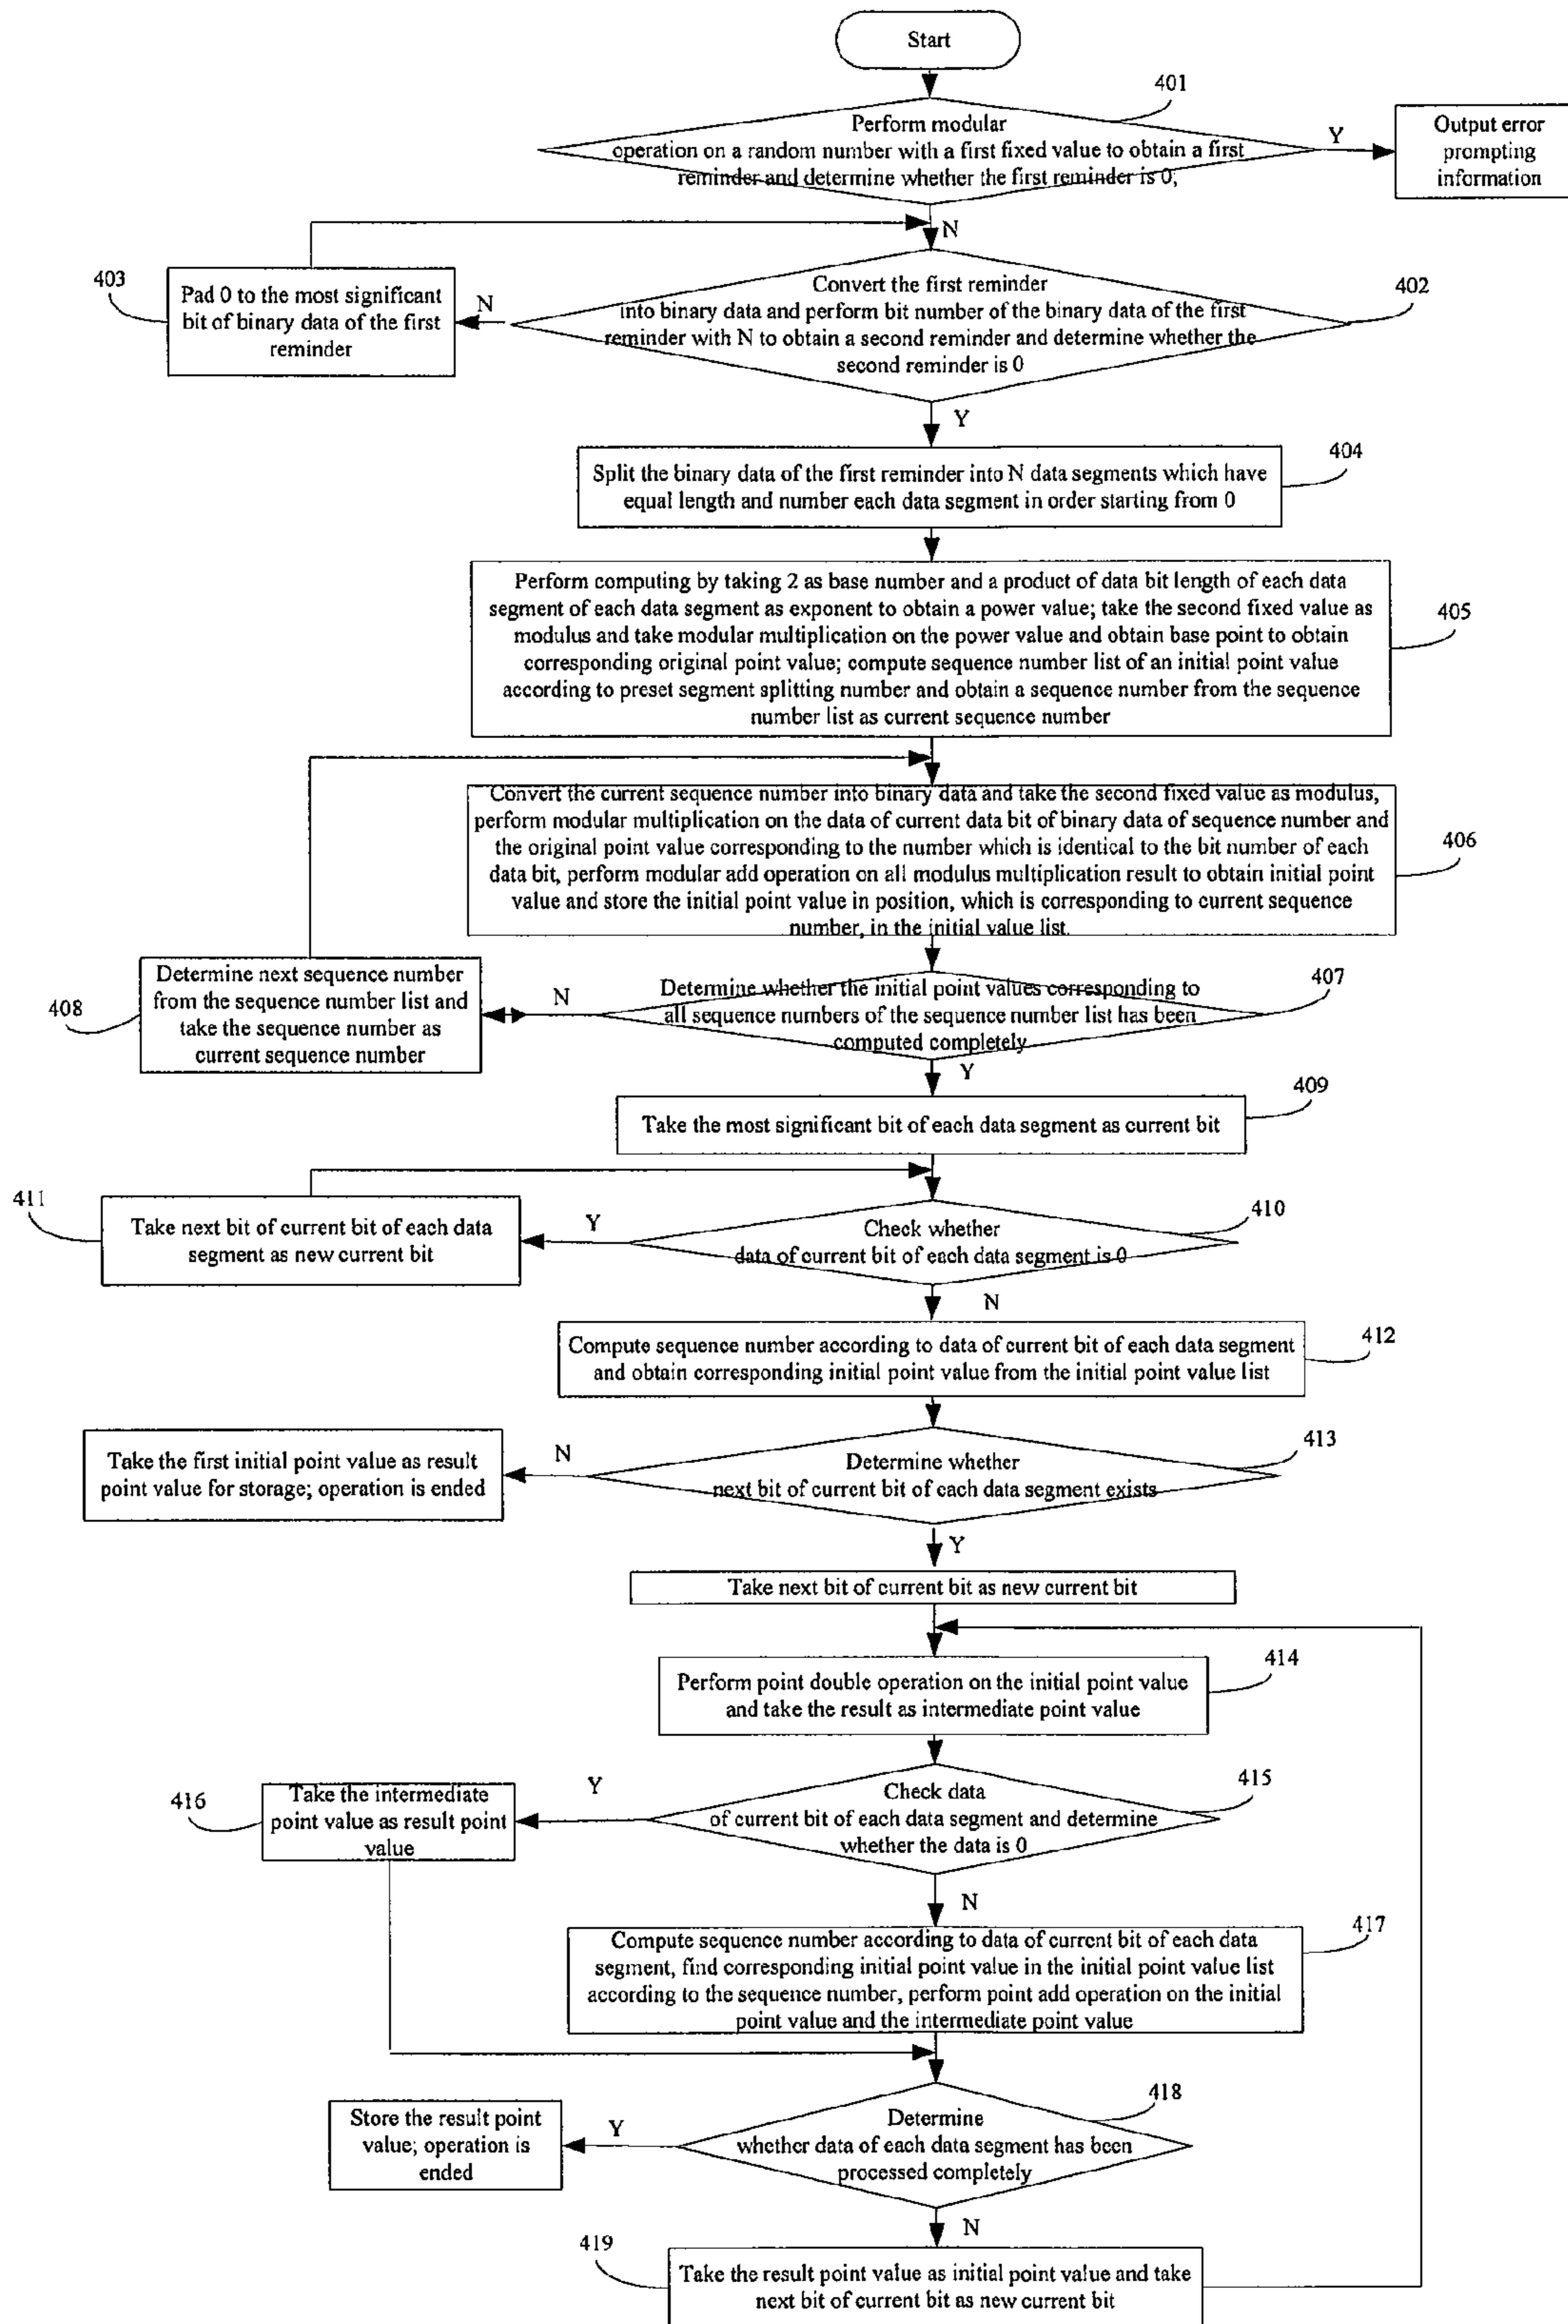 Start
401
Perform modular
operation on a random number with a first fixed value to obtain a first
reminder and determine whether the first reminder is 0;
Y
Output error
prompting
information
N
403
Pad 0 to the most significant
bit of binary data of the first
reminder
N
Convert the first reminder
into binary data and perform bit number of the binary data of the first
reminder with N to obtain a second reminder and determine whether the
second reminder is 0
402
Y
Split the binary data of the first reminder into N data segments which have
equal length and number each data segment in order starting from 0
404
Perform computing by taking 2 as base number and a product of data bit length of each data
segment of each data segment as exponent to obtain a power value; take the second fixed value as
modulus and take modular multiplication on the power value and obtain base point to obtain
corresponding original point value; compute sequence number list of an initial point value
according to preset segment splitting number and obtain a sequence number from the sequence
number list as current sequence number
405
Convert the current sequence number into binary data and take the second fixed value as modulus,
perform modular multiplication on the data of current data bit of binary data of sequence number and
the original point value corresponding to the number which is identical to the bit number of each
data bit, perform modular add operation on all modulus multiplication result to obtain initial point
value and store the initial point value in position, which is corresponding to current sequence
number, in the initial value list.
406
408
Determine next sequence number
from the sequence number list and
take the sequence number as
current sequence number
N
Determine whether the initial point values corresponding to
all sequence numbers of the sequence number list has been
computed completely
407
Y
Take the most significant bit of each data segment as current bit
409
411
Take next bit of current bit of each data
segment as new current bit
Y
Check whether
data of current bit of each data segment is 0
410
N
Compute sequence number according to data of current bit of each data segment
and obtain corresponding initial point value from the initial point value list
412
Take the first initial point value as result
point value for storage; operation is ended
N
Determine whether
next bit of current bit of each data segment exists
413
Y
Take next bit of current bit as new current bit
Perform point double operation on the initial point value
and take the result as intermediate point value
414
416
Take the intermediate
point value as result point
value
Y
Check data
of current bit of each data segment and determine
whether the data is 0
415
N
Compute sequence number according to data of current bit of each data
segment, find corresponding initial point value in the initial point value list
according to the sequence number, perform point add operation on the initial
point value and the intermediate point value
417
Store the result point
value; operation is
ended
Y
Determine
whether data of each data segment has been
processed completely
418
N
419
Take the result point value as initial point value and take
next bit of current bit as new current bit